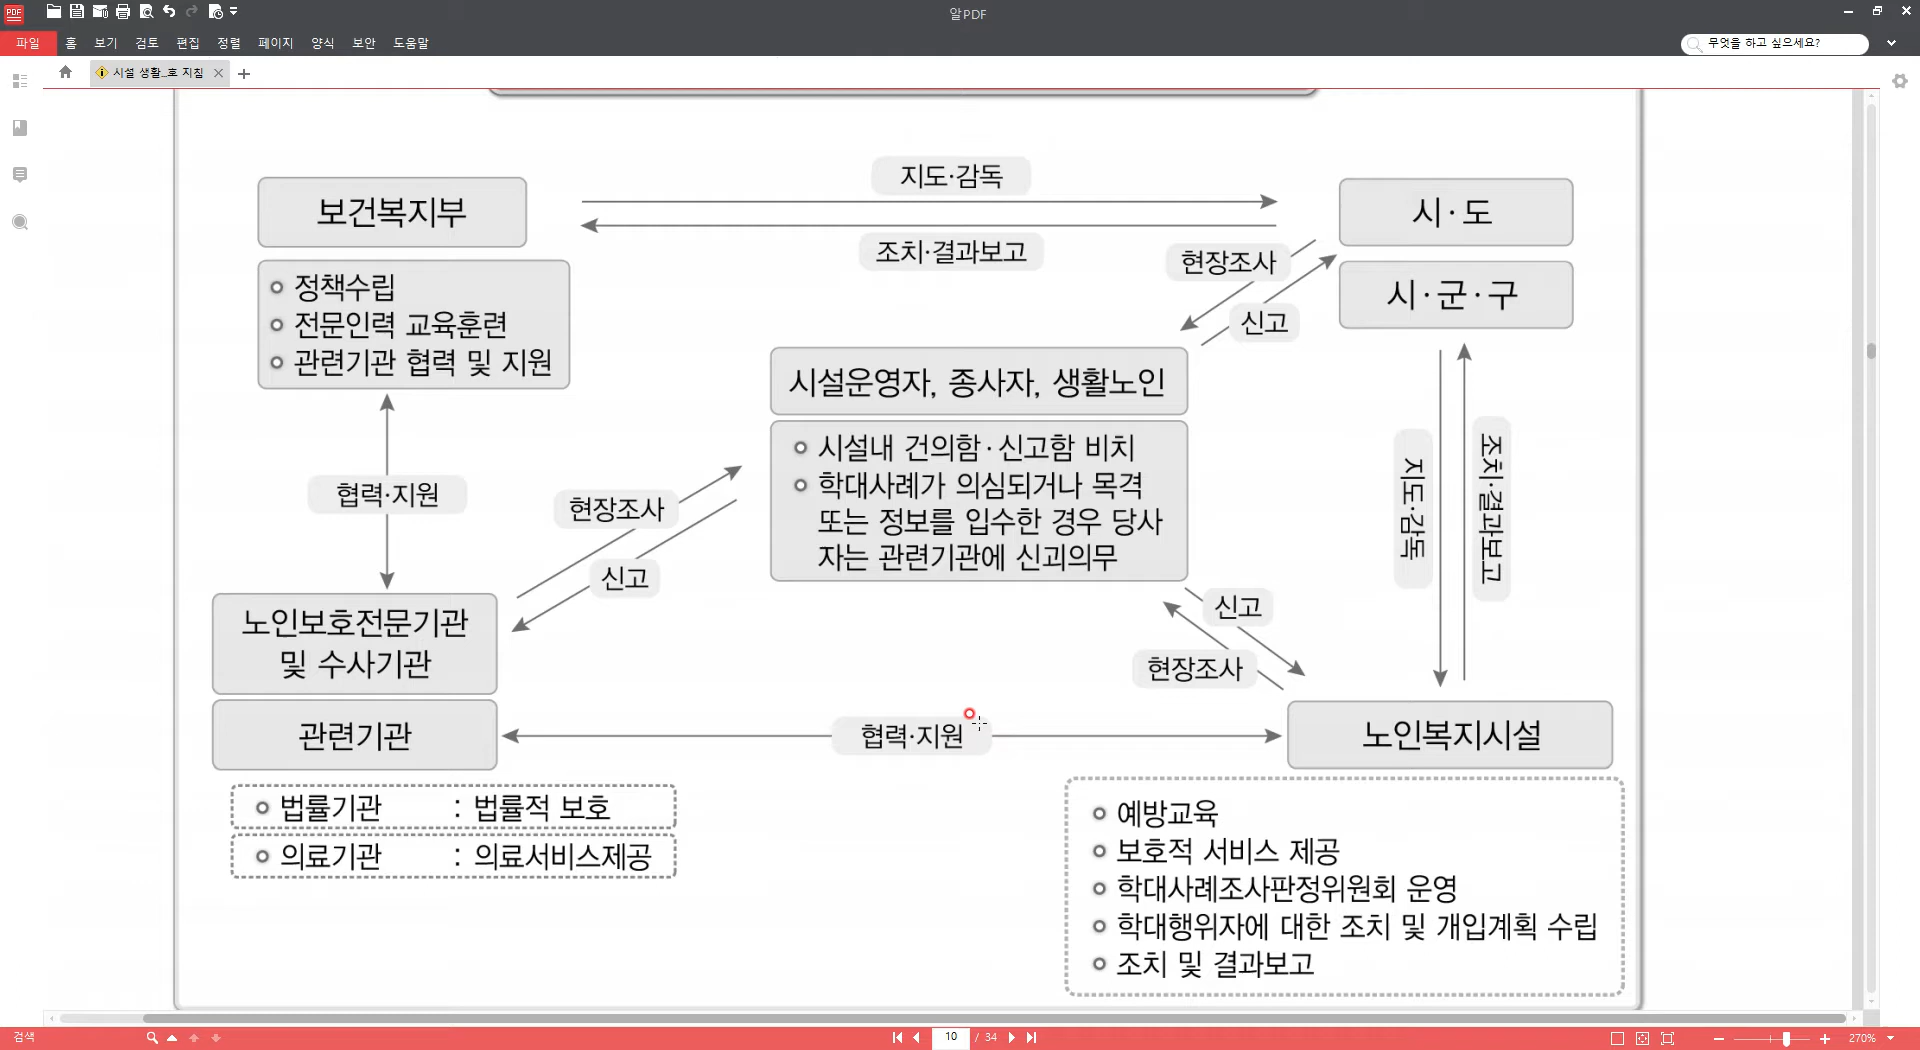 알PDF
파일 홈 보기 검토 편집 정렬 페이지 양식 보안 도움말
무엇을 하고 싶으세요?
시설 생활_호 지침
지도·감독
보건복지부
시·도
조치·결과보고
현장조사
정책수립
전문인력 교육훈련
관련기관 협력 및 지원
시·군·구
신고
시설운영자, 종사자, 생활노인
시설내 건의함·신고함 비치
학대사례가 의심되거나 목격
또는 정보를 입수한 경우 당사
자는 관련기관에 신괴의무
협력·지원
현장조사
신고
지도·감독
조치·결과보고
노인보호전문기관
및 수사기관
신고
현장조사
관련기관
협력·지원
노인복지시설
법률기관 : 법률적 보호
의료기관 : 의료서비스제공
예방교육
보호적 서비스 제공
학대사례조사판정위원회 운영
학대행위자에 대한 조치 및 개입계획 수립
조치 및 결과보고
검색
10 / 34
270%